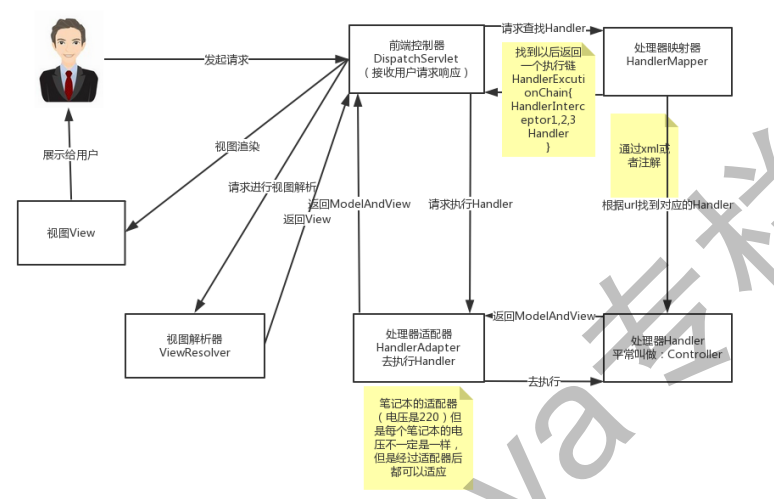 前端控制器
DispatchServlet
（接收用户请求响应）
发起请求
请求查找Handler
处理器映射器
HandlerMapper
找到以后返回
一个执行链
HandlerExcuti
onChain{
HandlerInterc
eptor1,2,3
Handler
}
通过xml或
者注解
根据url找到对应的Handler
视图渲染
展示给用户
请求进行视图解析
返回ModelAndView
请求执行Handler
返回View
视图View
视图解析器
ViewResolver
处理器适配器
HandlerAdapter
去执行Handler
返回ModelAndView
处理器Handler
平常叫做：Controller
去执行
笔记本的适配器
（电压是220）但
是每个笔记本的电
压不一定是一样，
但是经过适配器后
都可以适应
va专栏